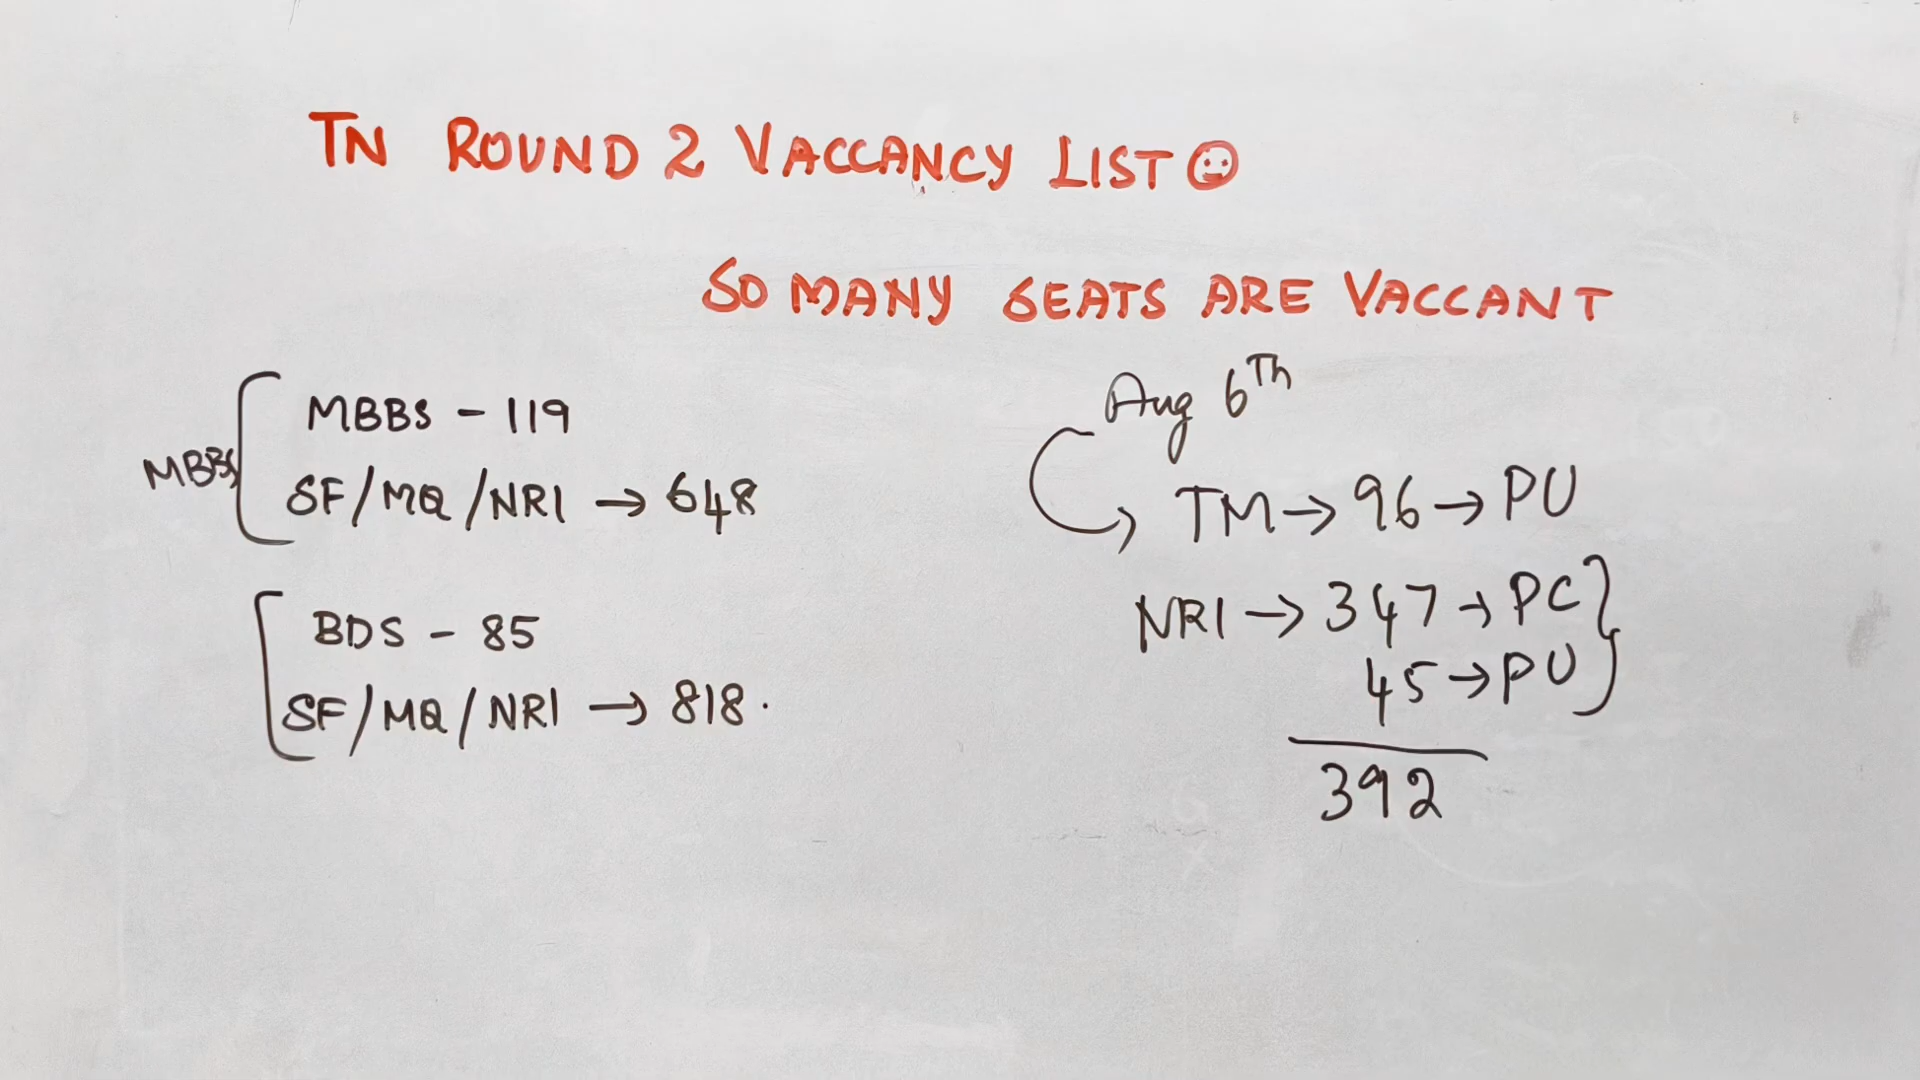 TN ROUND 2 VACCANCY LIST
SO MANY SEATS ARE VACCANT
MBBS
MBBS - 119
SF/MQ/NRI → 648
BDS - 85
SF/MQ/NRI → 818.
Aug 6Th
TM → 96 → PU
NRI → 347 → PC
45 → PU
392